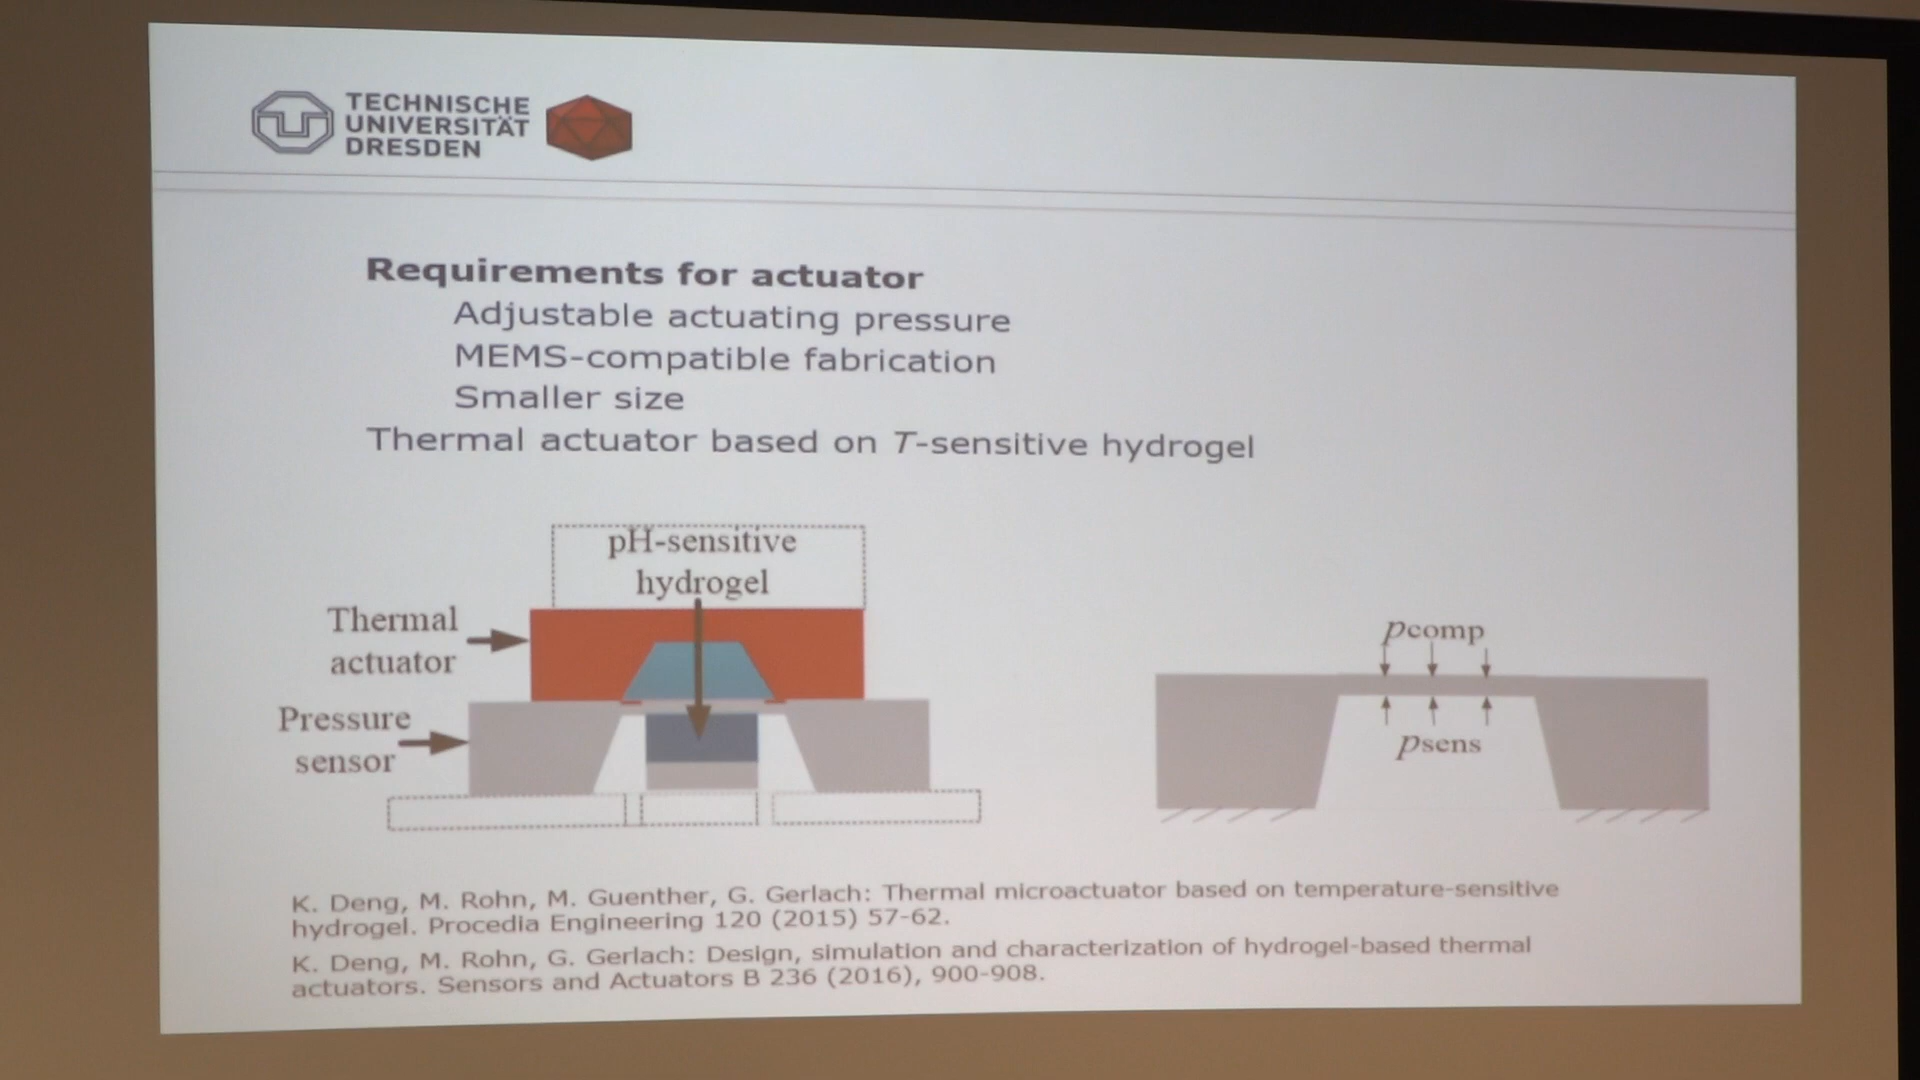 TECHNISCHE
UNIVERSITÄT
DRESDEN
Requirements for actuator
Adjustable actuating pressure
MEMS-compatible fabrication
Smaller size
Thermal actuator based on T-sensitive hydrogel
pH-sensitive
hydrogel
Thermal
actuator
Pressure
sensor
pcomp
psens
K. Deng, M. Rohn, M. Guenther, G. Gerlach: Thermal microactuator based on temperature-sensitive
hydrogel. Procedia Engineering 120 (2015) 57-62.
K. Deng, M. Rohn, G. Gerlach: Design, simulation and characterization of hydrogel-based thermal
actuators. Sensors and Actuators B 236 (2016), 900-908.